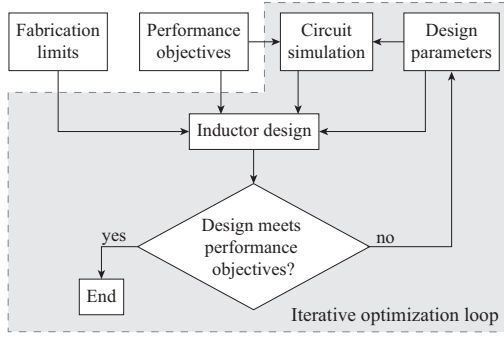 Fabrication
limits
Performance
objectives
Circuit
simulation
Design
parameters
Inductor design
Design meets
performance
objectives?
yes
no
End
Iterative optimization loop